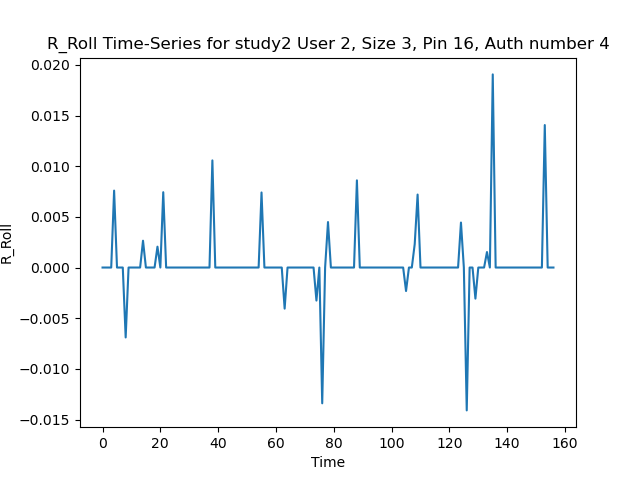 R_Roll Time-Series for study2 User 2, Size 3, Pin 16, Auth number 4
0.020
0.015
0.010
0.005
0.000
−0.005
−0.010
−0.015
R_Roll
0 20 40 60 80 100 120 140 160
Time